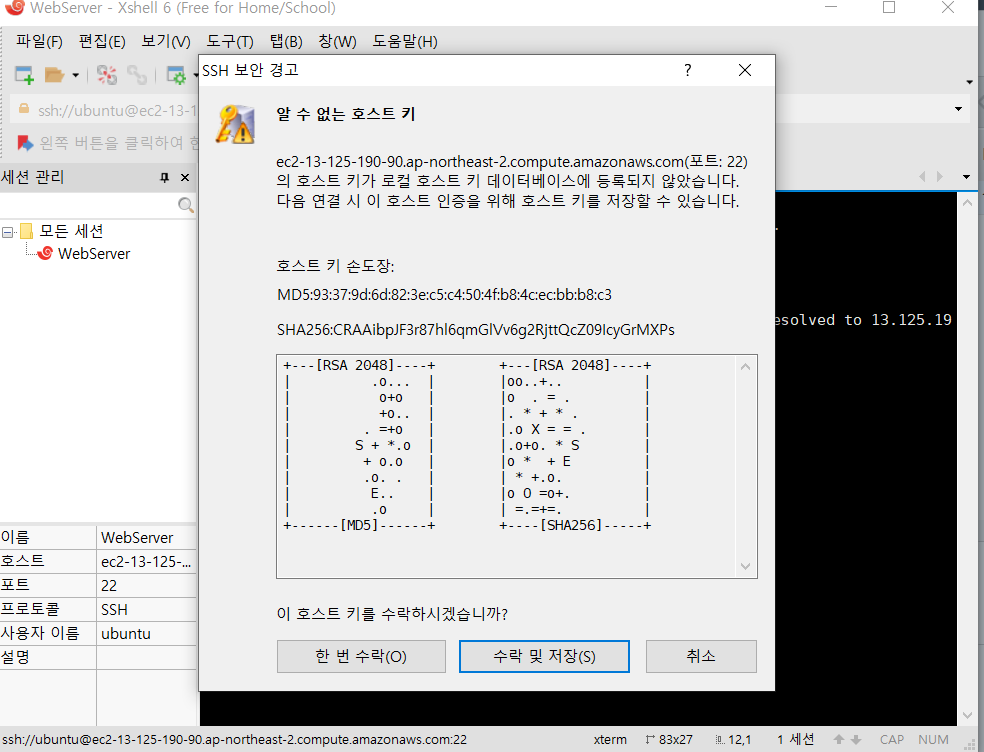 WebServer - Xshell 6 (Free for Home/School)
파일(F) 편집(E) 보기(V) 도구(T) 탭(B) 창(W) 도움말(H)
ssh://ubuntu@ec2-13-1
왼쪽 버튼을 클릭하여 현
세션 관리
모든 세션
WebServer
이름 WebServer
호스트 ec2-13-125-...
포트 22
프로토콜 SSH
사용자 이름 ubuntu
설명
SSH 보안 경고
알 수 없는 호스트 키
ec2-13-125-190-90.ap-northeast-2.compute.amazonaws.com(포트: 22)
의 호스트 키가 로컬 호스트 키 데이터베이스에 등록되지 않았습니다.
다음 연결 시 이 호스트 인증을 위해 호스트 키를 저장할 수 있습니다.
호스트 키 손도장:
MD5:93:37:9d:6d:82:3e:c5:c4:50:4f:b8:4c:ec:bb:b8:c3
SHA256:CRAAibpJF3r87hl6qmGlVv6g2RjttQcZ09IcyGrMXPs
+---[RSA 2048]----+        +---[RSA 2048]----+
|          .o...  |        |oo..+..          |
|           o+o   |        |o  . = .         |
|           +o..  |        |. * + * .        |
|         . =+o   |        |.o X = = .       |
|        S + *.o  |        |.o+o. * S        |
|         + o.o   |        |o *  + E         |
|         .o. .   |        | * +.o.          |
|          E..    |        |o O =o+.         |
|          .o     |        | =.=+=.          |
+------[MD5]------+        +----[SHA256]-----+
이 호스트 키를 수락하시겠습니까?
한 번 수락(O) 수락 및 저장(S) 취소
esolved to 13.125.19
ssh://ubuntu@ec2-13-125-190-90.ap-northeast-2.compute.amazonaws.com:22 xterm 83x27 12,1 1 세션 CAP NUM